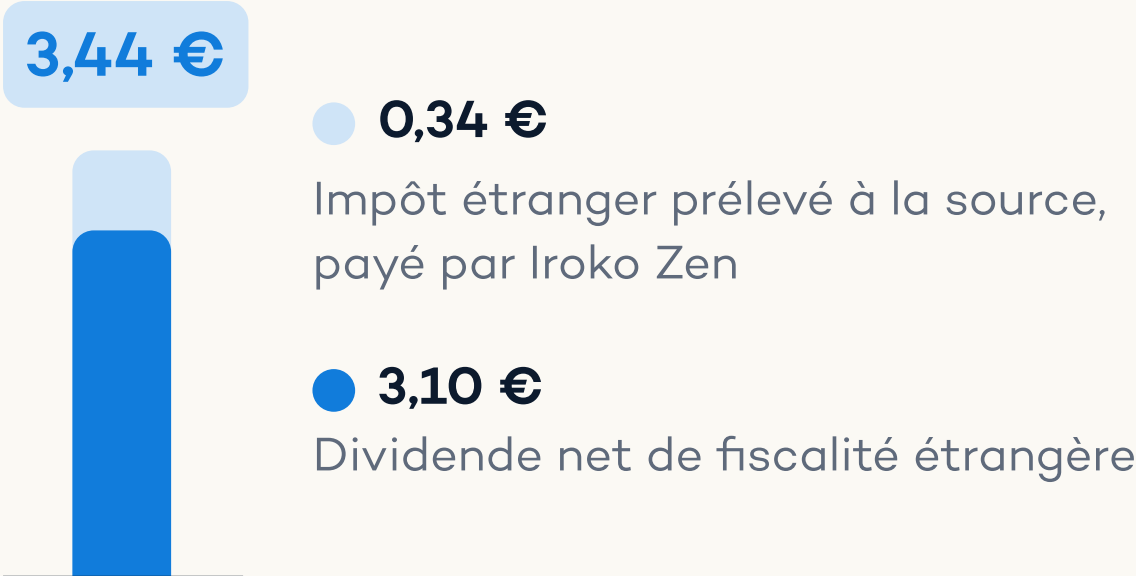 3,44 €
0,34 €
Impôt étranger prélevé à la source,
payé par Iroko Zen
3,10 €
Dividende net de fiscalité étrangère